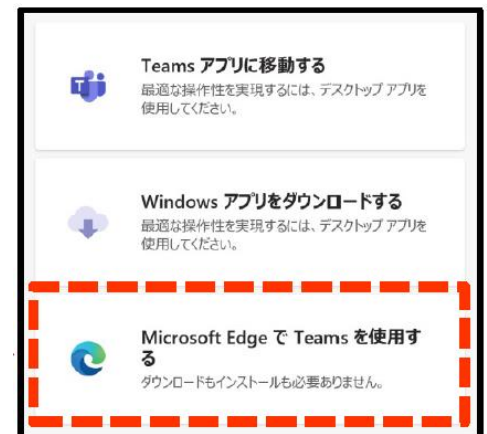 Teams アプリに移動する
最適な操作性を実現するには、デスクトップ アプリを
使用してください。
Windows アプリをダウンロードする
最適な操作性を実現するには、デスクトップ アプリを
使用してください。
Microsoft Edge で Teams を使用す
る
ダウンロードもインストールも必要ありません。